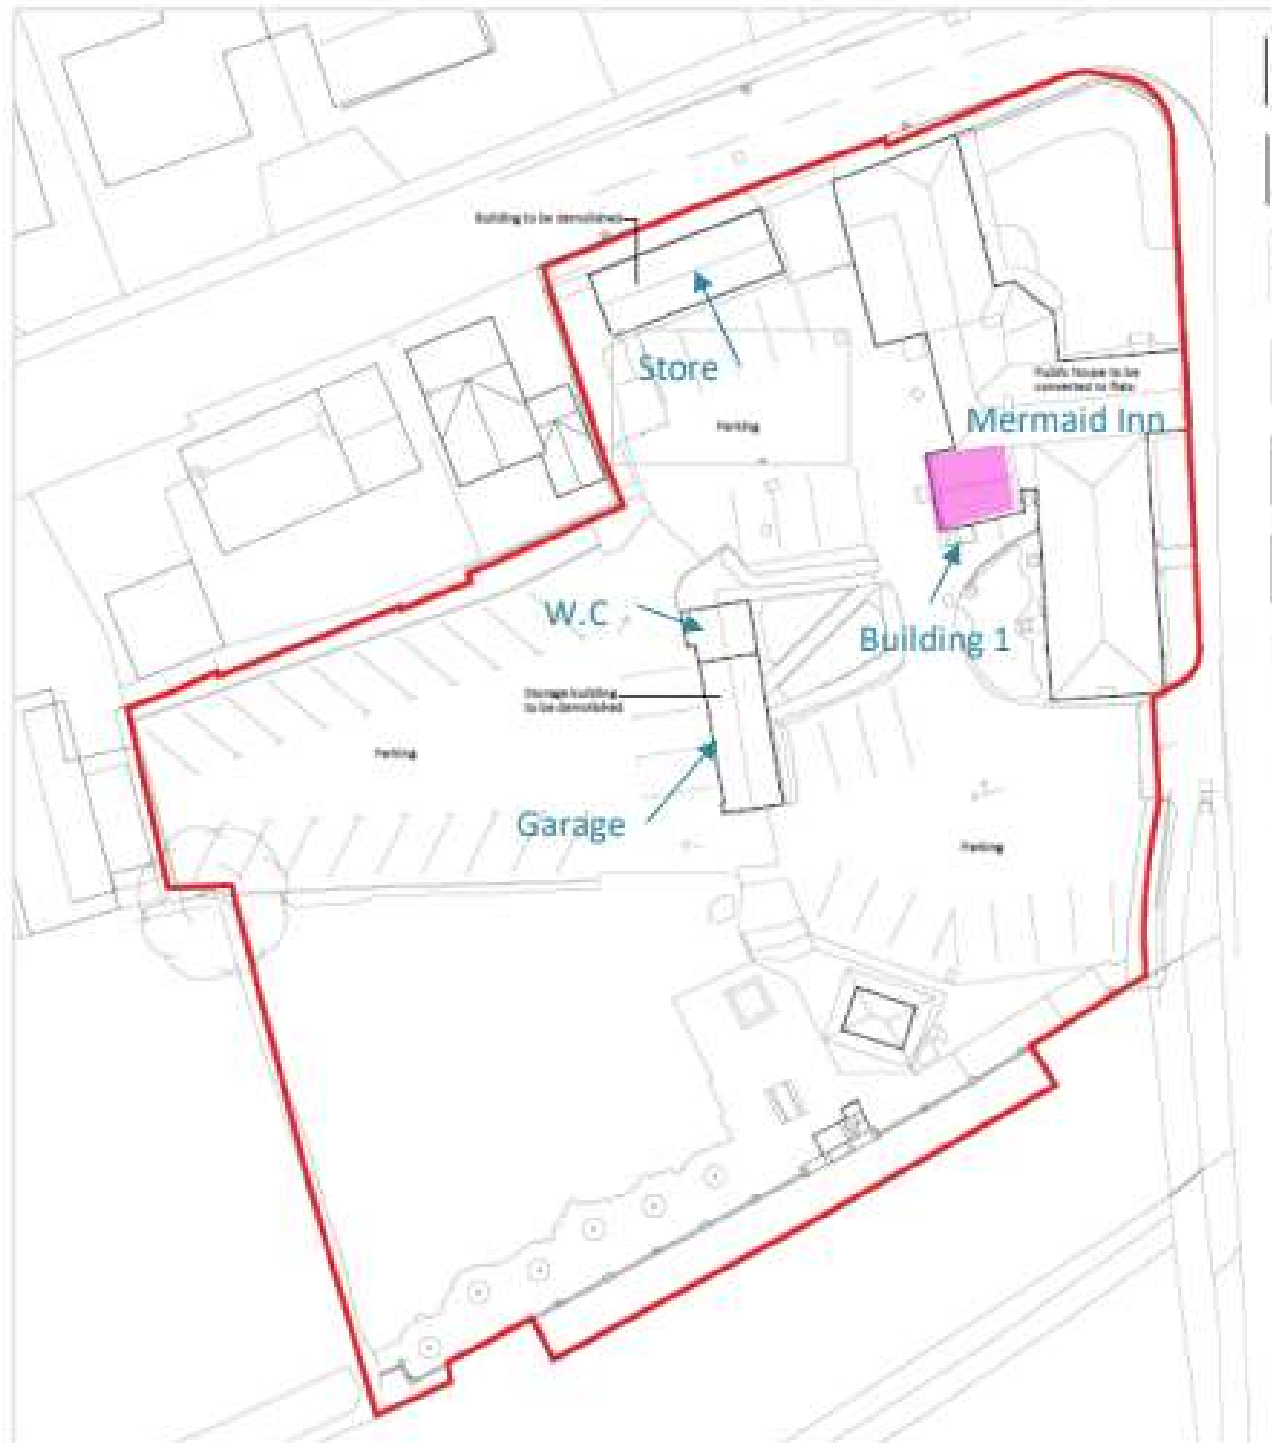 Building to be demolished
Store
Public house to be
converted to flats
Mermaid Inn
Parking
W.C
Building 1
Storage building
to be demolished
Parking
Garage
Parking